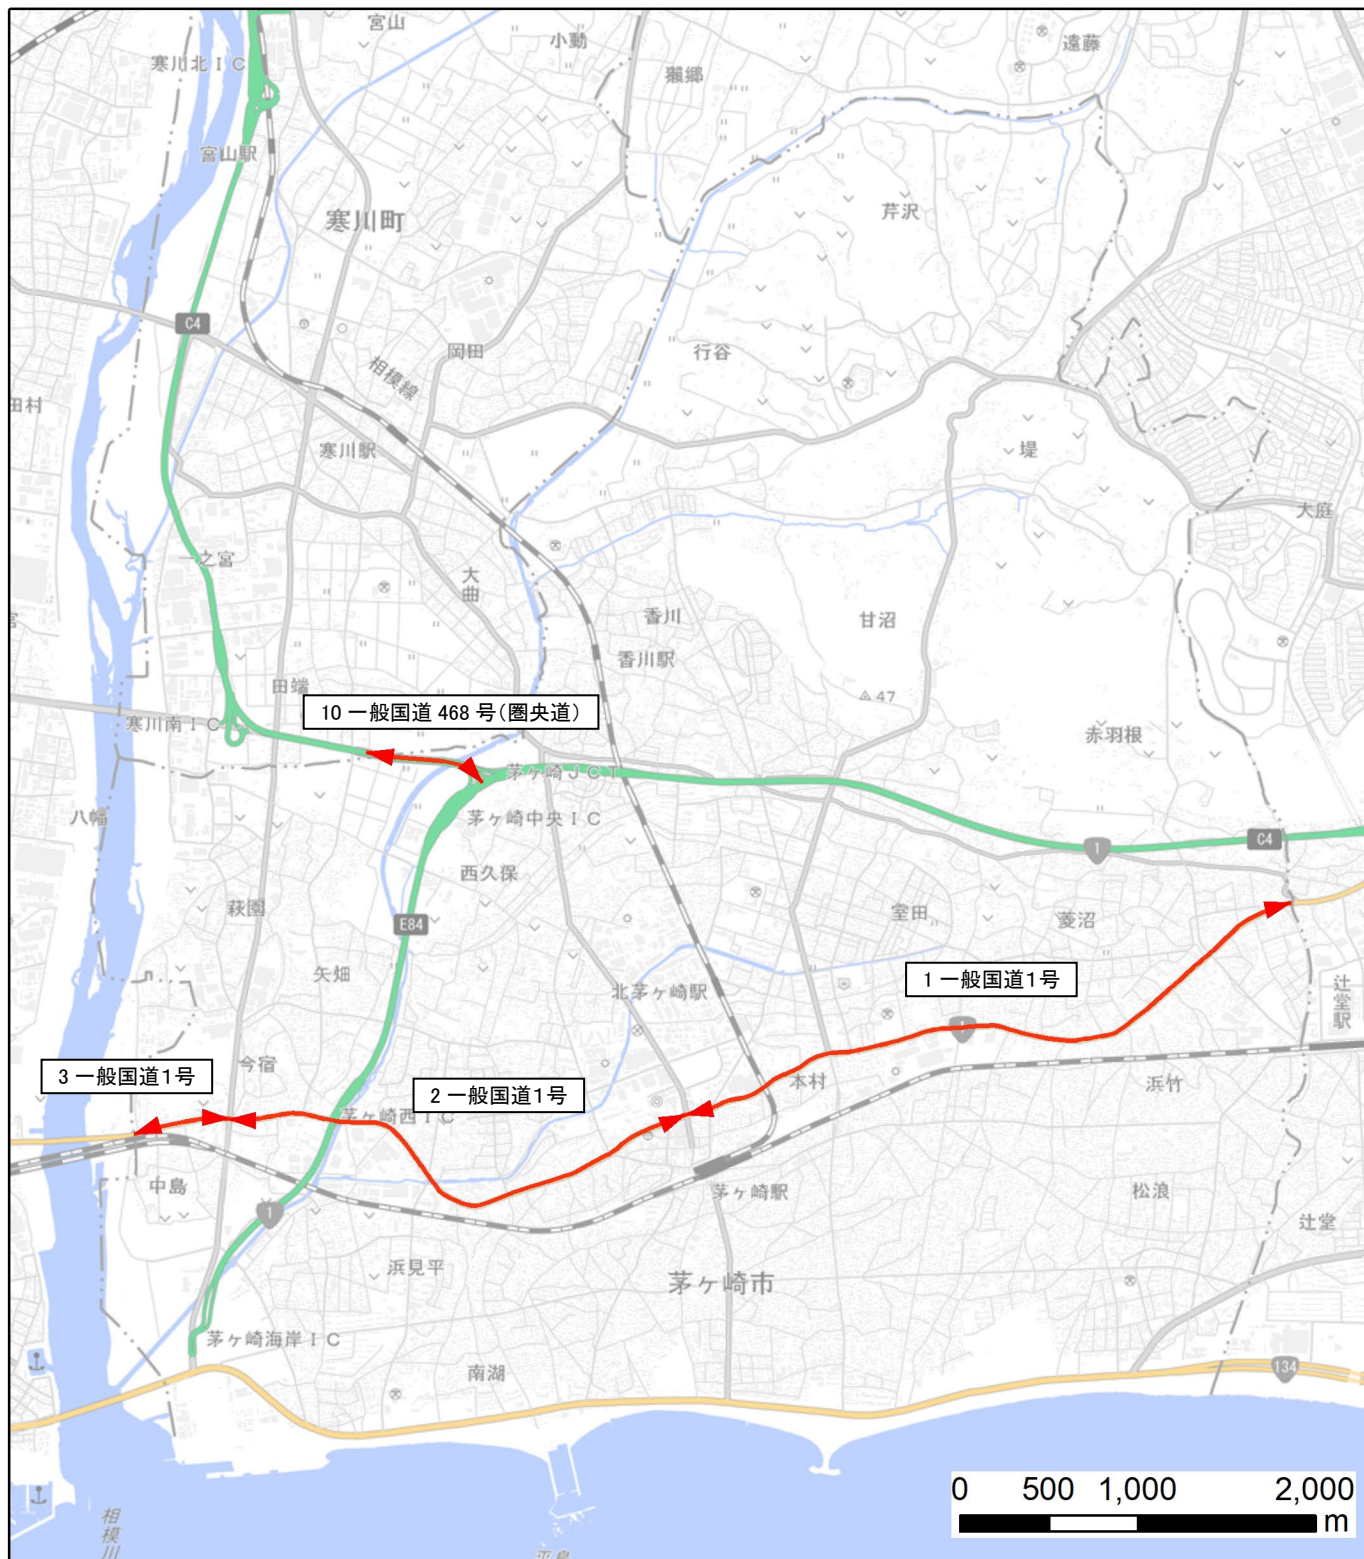 宮山
小動
遠藤
寒川北IC
獺郷
宮山駅
芹沢
寒川町
C4
岡田
行谷
相模線
田村
寒川駅
堤
大庭
一之宮
大曲
香川
甘沼
香川駅
47
田端
10 一般国道 468 号(圏央道)
寒川南IC
赤羽根
茅ヶ崎JCT
八幡
茅ヶ崎中央IC
1
C4
西久保
萩園
E84
室田
菱沼
矢畑
北茅ヶ崎駅
1 一般国道1号
辻堂駅
1
今宿
3 一般国道1号
2 一般国道1号
本村
浜竹
茅ヶ崎西IC
中島
茅ヶ崎駅
松浪
1
辻堂
浜見平
茅ヶ崎市
茅ヶ崎海岸IC
南湖
134
0 500 1,000 2,000
m
相模川
平島